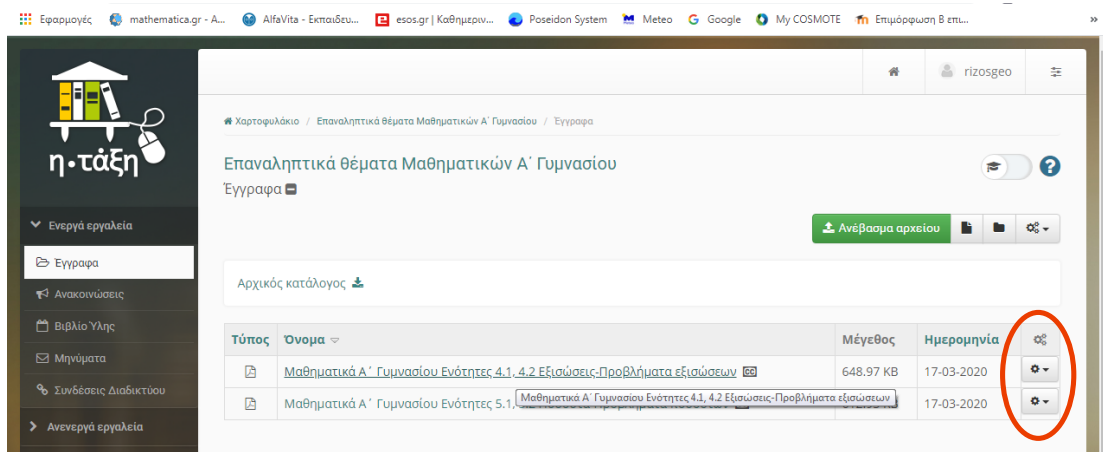 Εφαρμογές mathematica.gr - Α... AlfaVita - Εκπαιδευ... esos.gr | Καθημεριν... Poseidon System Meteo Google My COSMOTE Επιμόρφωση Β επι... »
rizosgeo
Χαρτοφυλάκιο / Επαναληπτικά θέματα Μαθηματικών Α΄ Γυμνασίου / Έγγραφα
η·τάξη
Επαναληπτικά θέματα Μαθηματικών Α΄ Γυμνασίου
Έγγραφα
Ενεργά εργαλεία
Ανέβασμα αρχείου
Έγγραφα
Αρχικός κατάλογος
Ανακοινώσεις
Βιβλίο Ύλης
Μηνύματα
Συνδέσεις Διαδικτύου
Ανενεργά εργαλεία
Τύπος Όνομα Μέγεθος Ημερομηνία
Μαθηματικά Α΄ Γυμνασίου Ενότητες 4.1, 4.2 Εξισώσεις-Προβλήματα εξισώσεων cc 648.97 KB 17-03-2020
Μαθηματικά Α΄ Γυμνασίου Ενότητες 4.1, 4.2 Εξισώσεις-Προβλήματα εξισώσεων
Μαθηματικά Α΄ Γυμνασίου Ενότητες 5.1, 17-03-2020